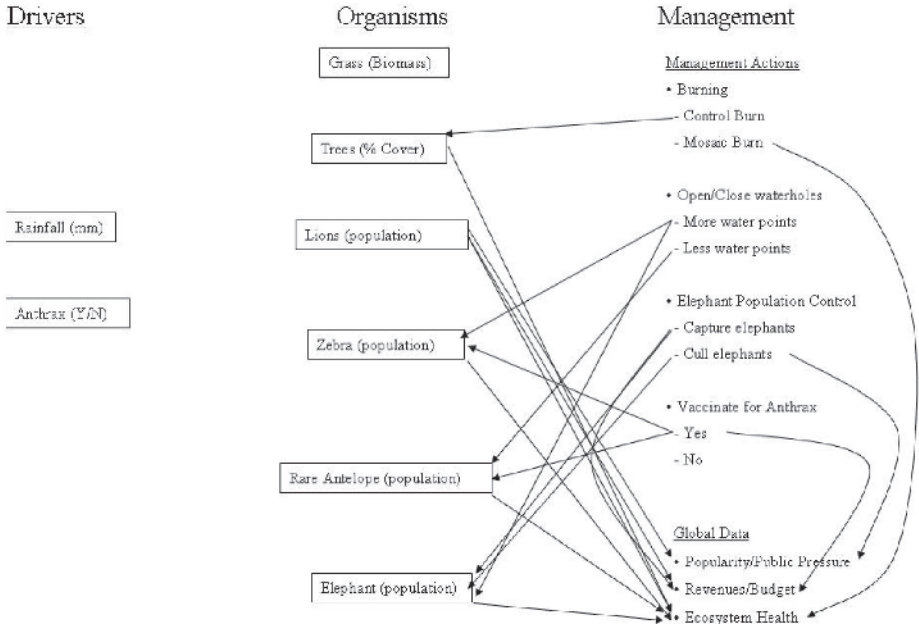 Drivers
Organisms
Management
Grass (Biomass)
Trees (% Cover)
Lions (population)
Zebra (population)
Rare Antelope (population)
Elephant (population)
Rainfall (mm)
Anthrax (Y/N)
Management Actions
• Burning
- Control Burn
- Mosaic Burn
• Open/Close waterholes
- More water points
- Less water points
• Elephant Population Control
- Capture elephants
- Cull elephants
• Vaccinate for Anthrax
- Yes
- No
Global Data
• Popularity/Public Pressure
• Revenues/Budget
• Ecosystem Health